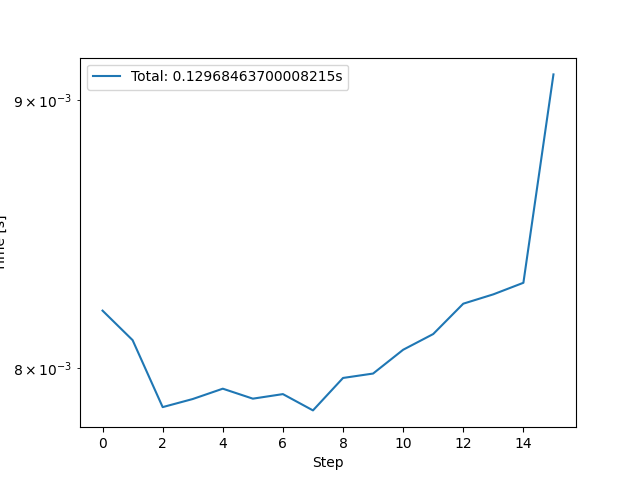 Total: 0.12968463700008215s
9 × 10⁻³
8 × 10⁻³
[s]
0 2 4 6 8 10 12 14
Step